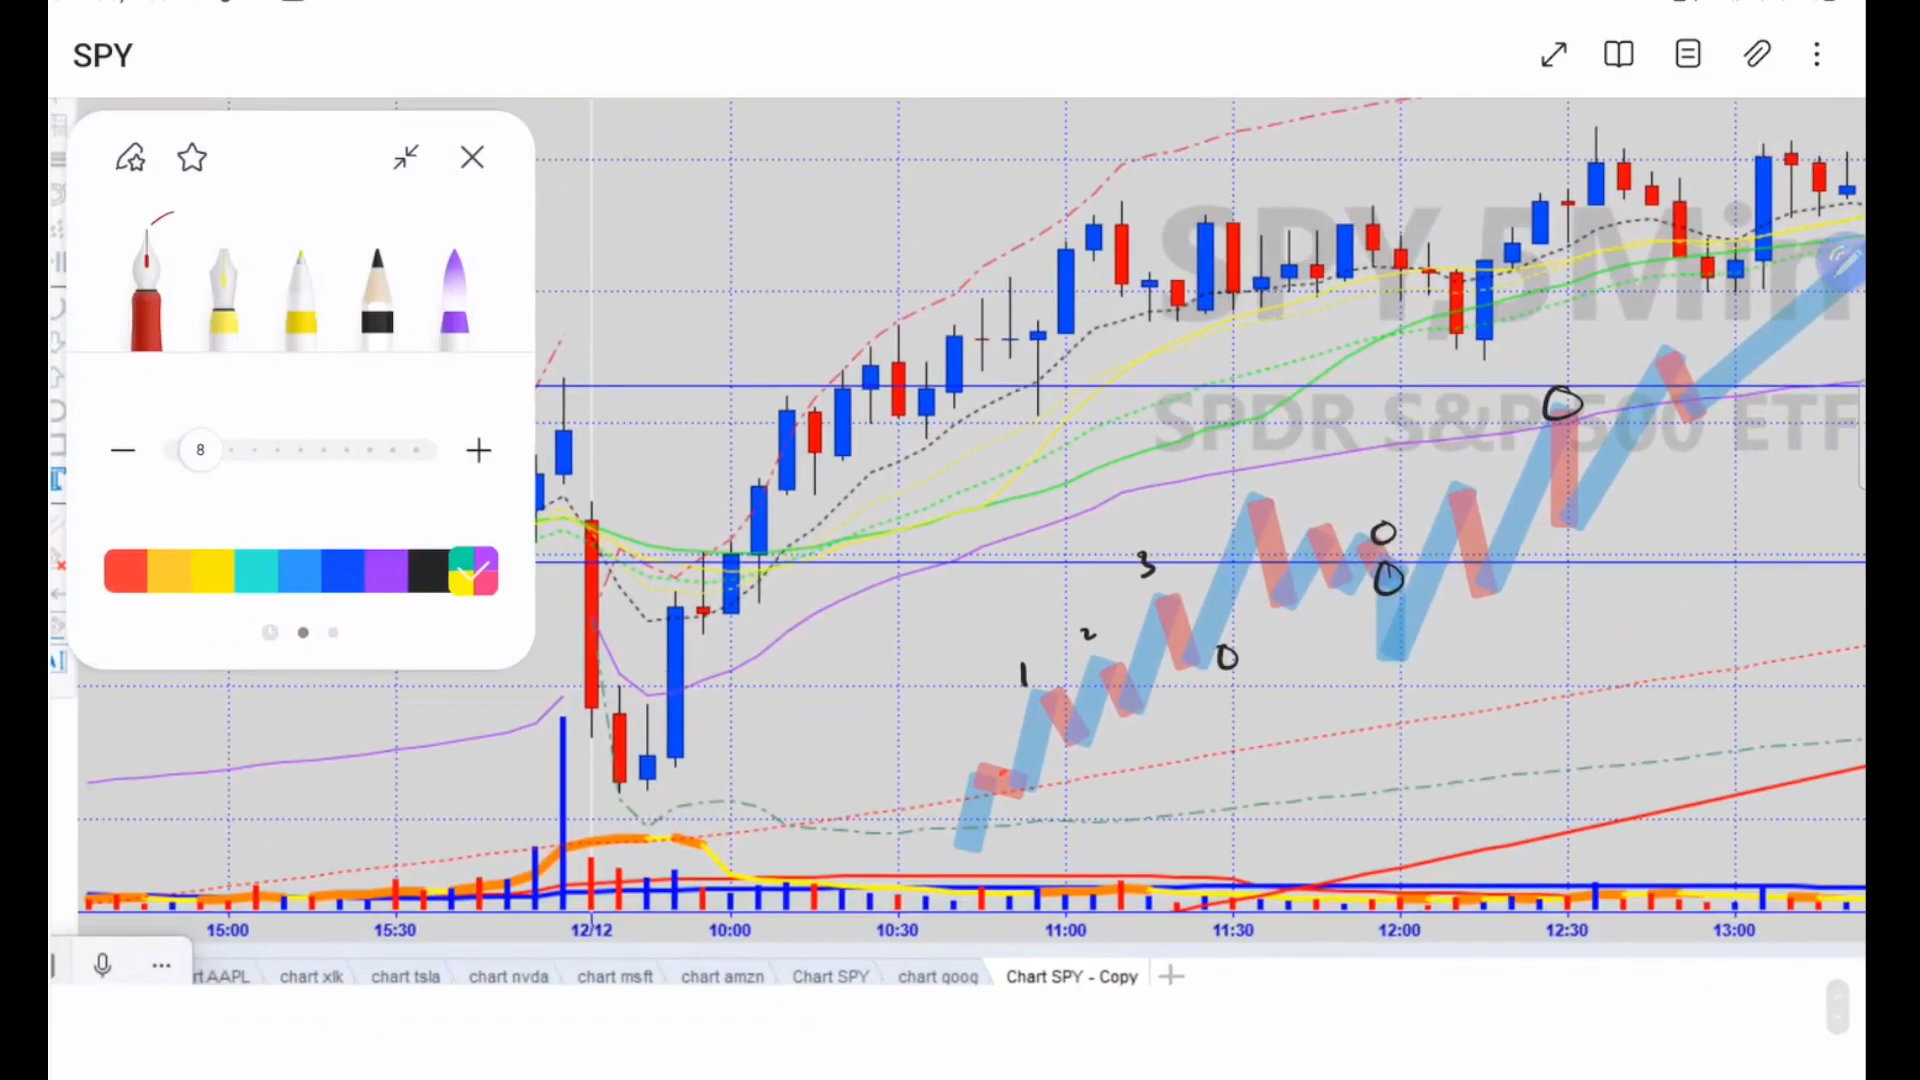 SPY
SPY,5Min
SPDR S&P 500 ETF
8
0
0
3
0
2
0
1
15:00 15:30 12/12 10:00 10:30 11:00 11:30 12:00 12:30 13:00
rt AAPL chart xlk chart tsla chart nvda chart msft chart amzn Chart SPY chart goog Chart SPY - Copy